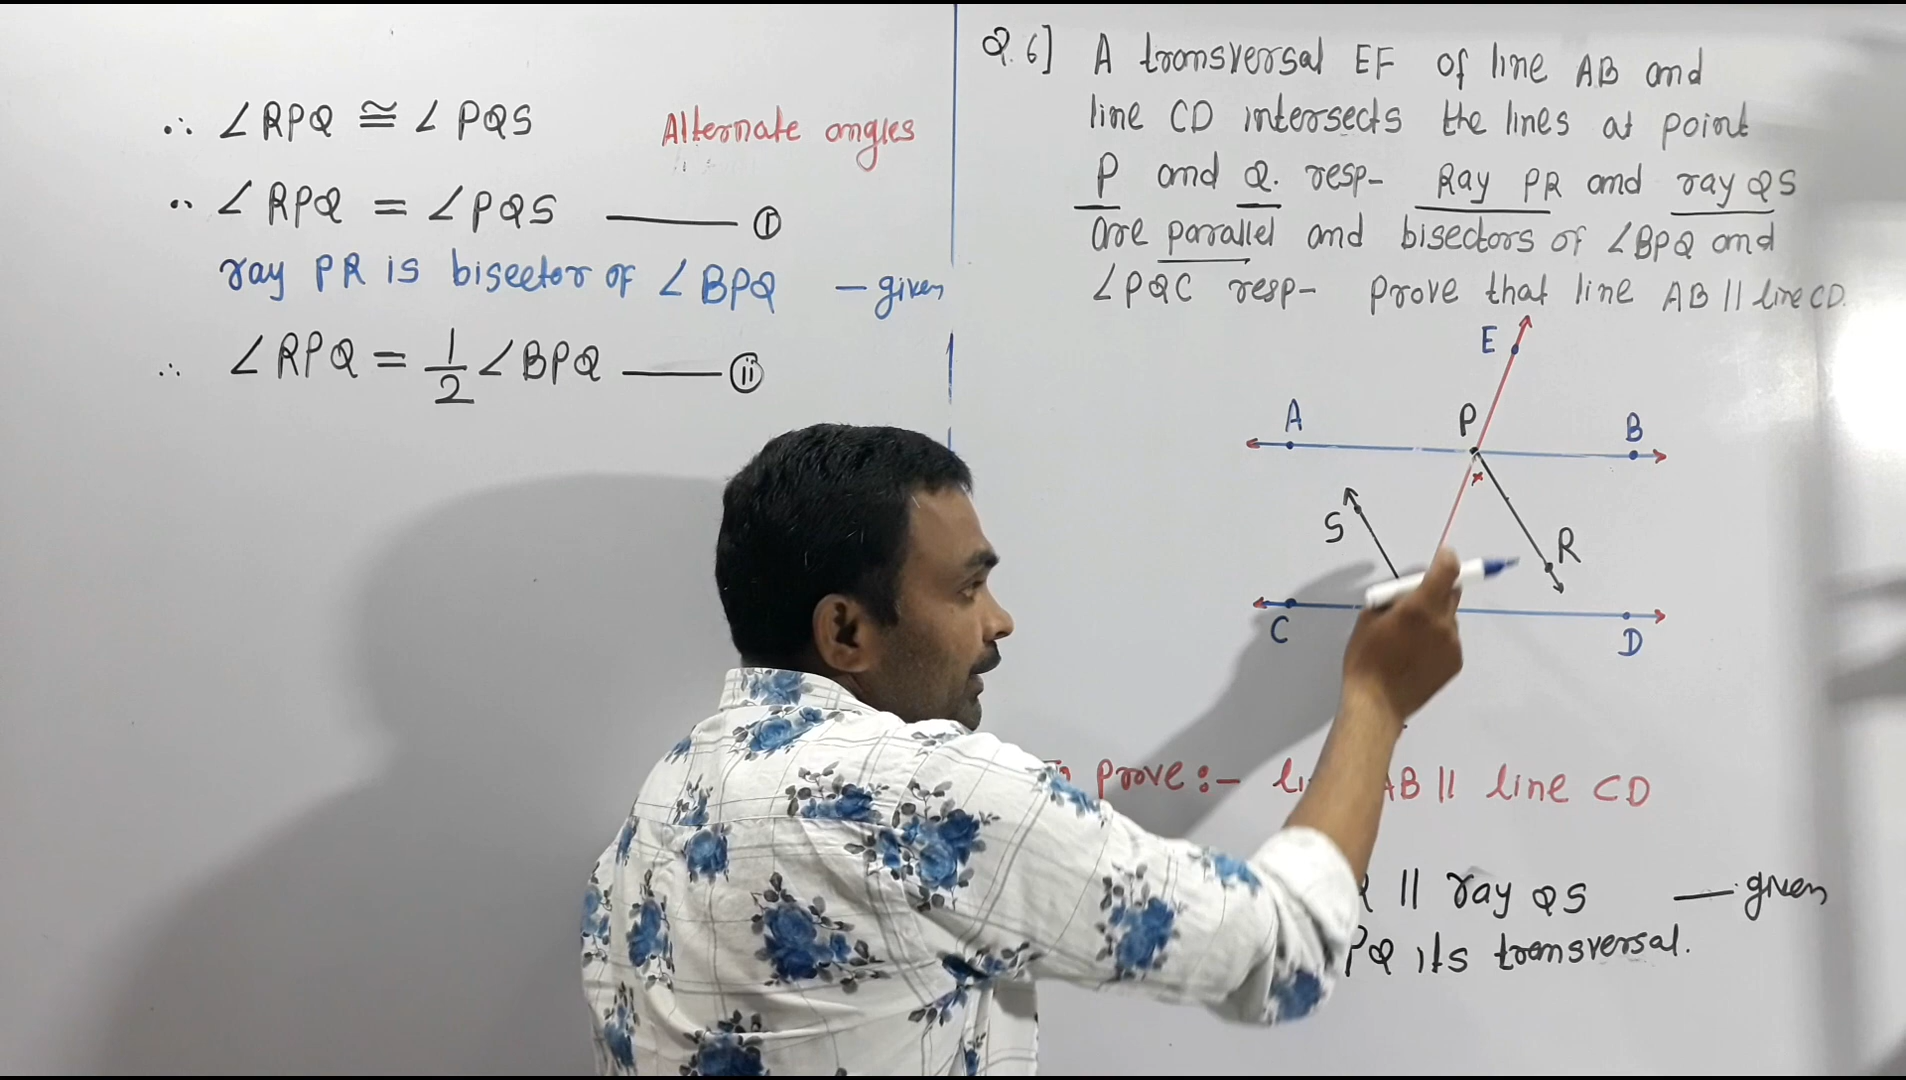 ∴ ∠RPQ ≅ ∠PQS Alternate angles
∴ ∠RPQ = ∠PQS —— ⓘ
ray PR is bisector of ∠BPQ — given
∴ ∠RPQ = 1/2 ∠BPQ —— ⓘⓘ
Q.6] A transversal EF of line AB and
line CD intersects the lines at point
P and Q. resp- Ray PR and ray QS
are parallel and bisectors of ∠BPQ and
∠PQC resp- Prove that line AB || line CD.
E
A P B
x
S R
C D
Prove :- AB || line CD
|| ray QS — given
PQ its transversal.